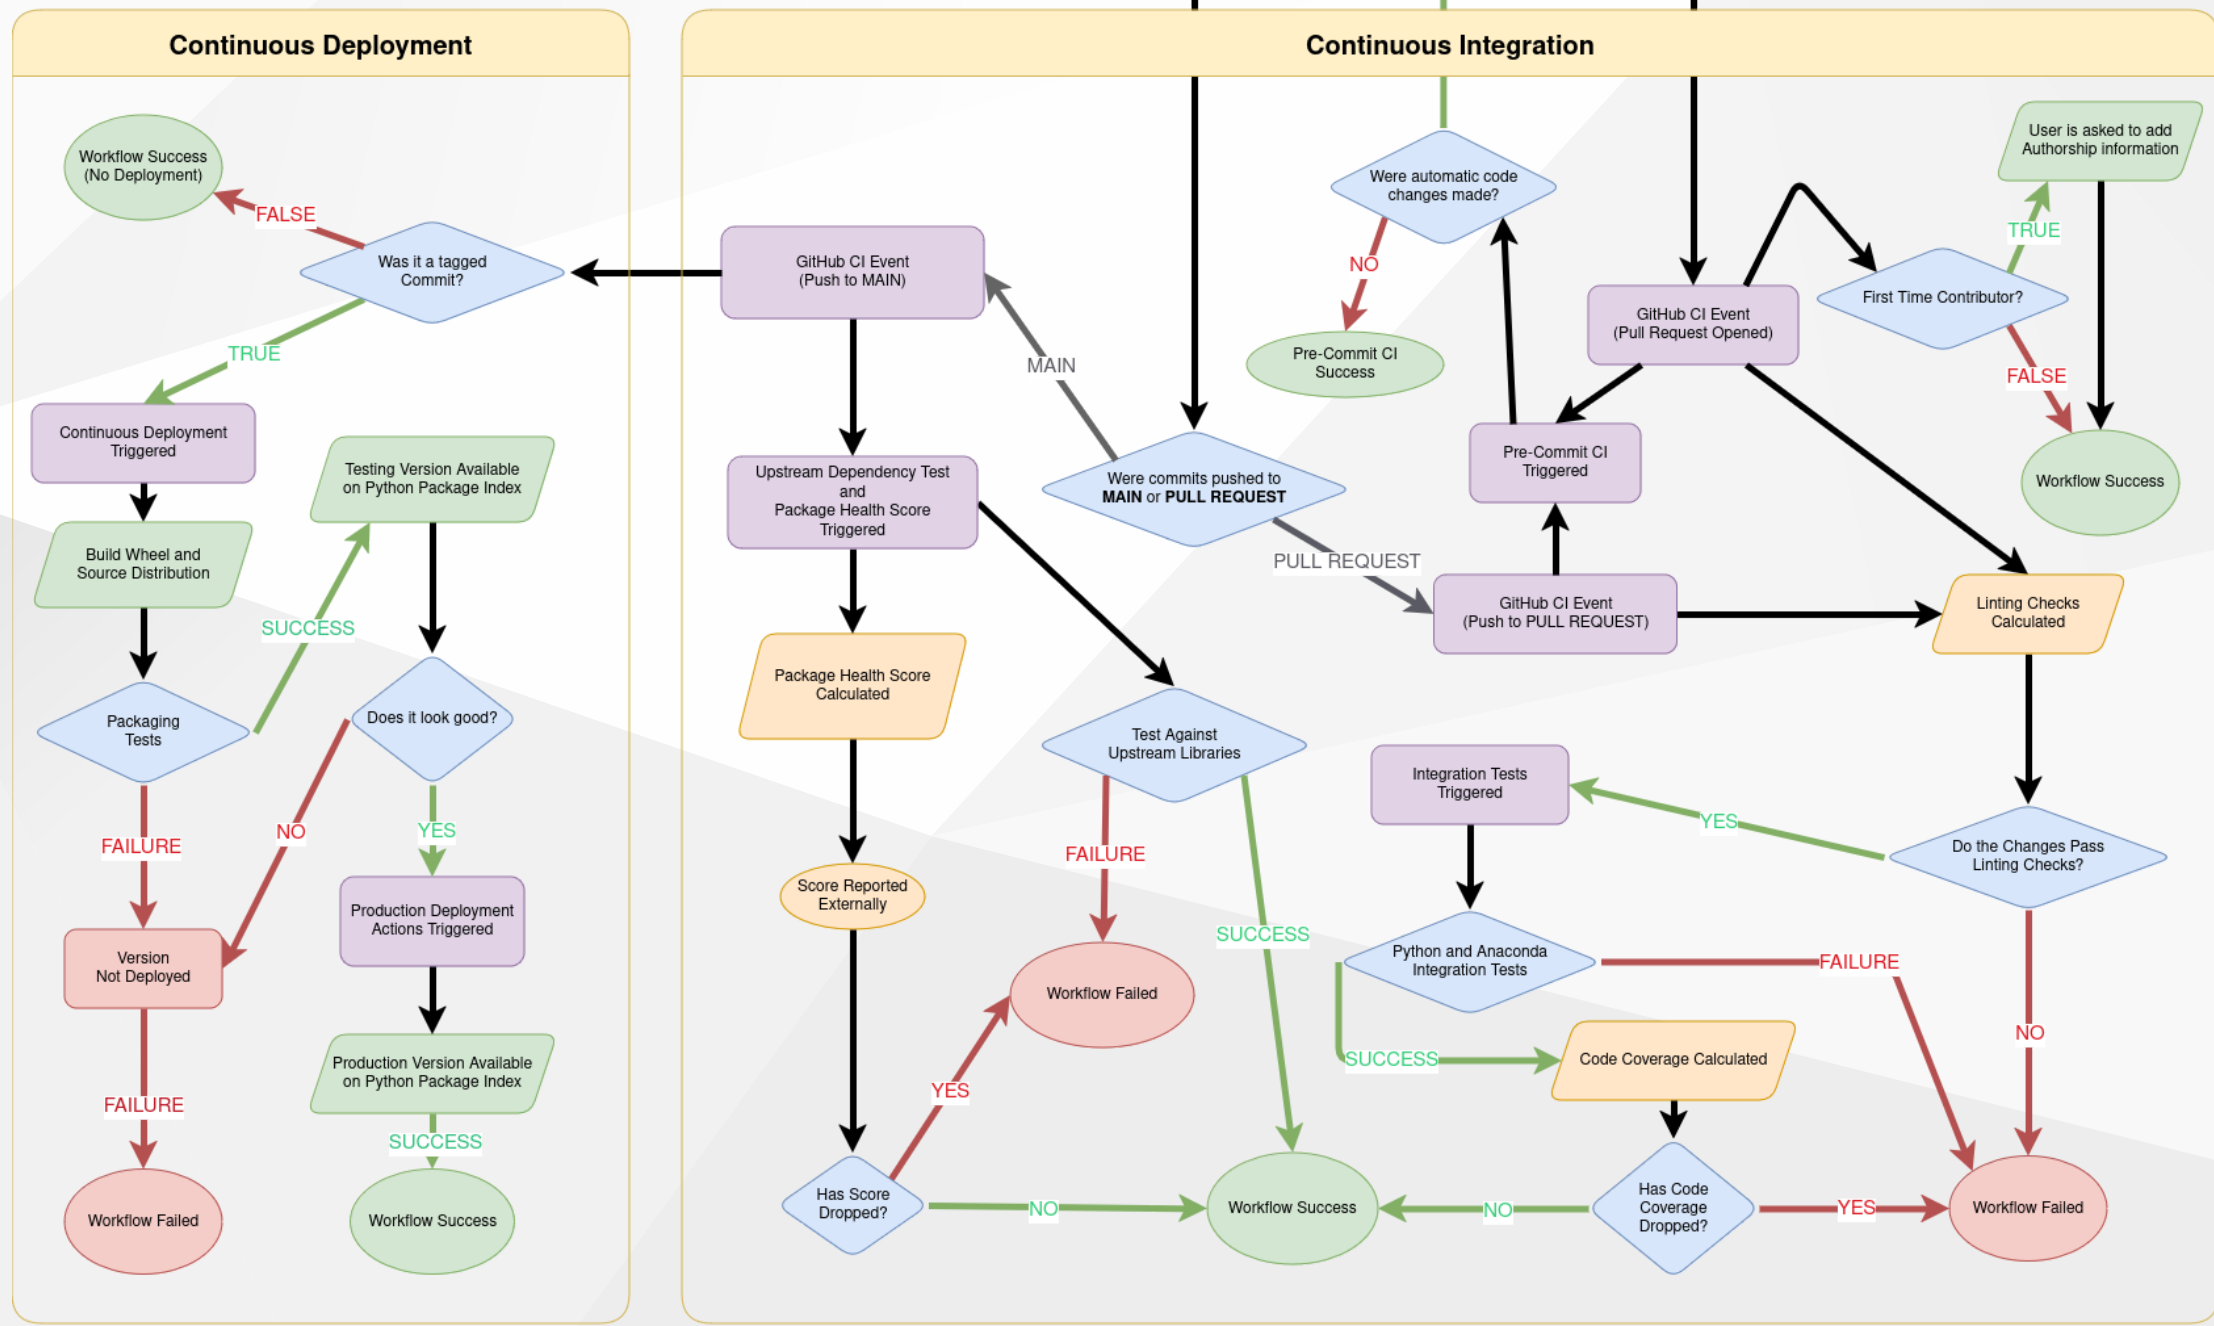 Continuous Deployment
Workflow Success
(No Deployment)
FALSE
Was it a tagged
Commit?
TRUE
Continuous Deployment
Triggered
Testing Version Available
on Python Package Index
Build Wheel and
Source Distribution
SUCCESS
Packaging
Tests
Does it look good?
FAILURE
NO
YES
Version
Not Deployed
Production Deployment
Actions Triggered
Production Version Available
on Python Package Index
FAILURE
SUCCESS
Workflow Failed
Workflow Success
Continuous Integration
User is asked to add
Authorship information
Were automatic code
changes made?
TRUE
GitHub CI Event
(Push to MAIN)
NO
First Time Contributor?
GitHub CI Event
(Pull Request Opened)
Pre-Commit CI
Success
MAIN
FALSE
Upstream Dependency Test
and
Package Health Score
Triggered
Were commits pushed to
MAIN or PULL REQUEST
Pre-Commit CI
Triggered
Workflow Success
PULL REQUEST
GitHub CI Event
(Push to PULL REQUEST)
Linting Checks
Calculated
Package Health Score
Calculated
Test Against
Upstream Libraries
Integration Tests
Triggered
YES
Do the Changes Pass
Linting Checks?
FAILURE
Score Reported
Externally
SUCCESS
Python and Anaconda
Integration Tests
FAILURE
Workflow Failed
NO
SUCCESS
Code Coverage Calculated
YES
Has Score
Dropped?
NO
Workflow Success
NO
Has Code
Coverage
Dropped?
YES
Workflow Failed